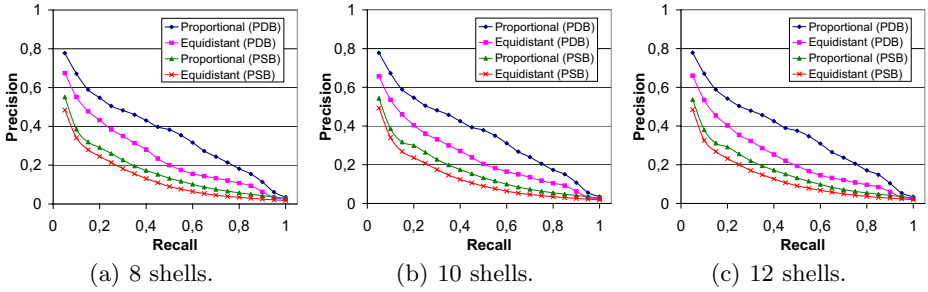 Precision
1
0,8
0,6
0,4
0,2
0
0
0,2
0,4
0,6
0,8
1
Recall
Proportional (PDB)
Equidistant (PDB)
Proportional (PSB)
Equidistant (PSB)
(a) 8 shells.
Precision
1
0,8
0,6
0,4
0,2
0
0
0,2
0,4
0,6
0,8
1
Recall
Proportional (PDB)
Equidistant (PDB)
Proportional (PSB)
Equidistant (PSB)
(b) 10 shells.
Precision
1
0,8
0,6
0,4
0,2
0
0
0,2
0,4
0,6
0,8
1
Recall
Proportional (PDB)
Equidistant (PDB)
Proportional (PSB)
Equidistant (PSB)
(c) 12 shells.